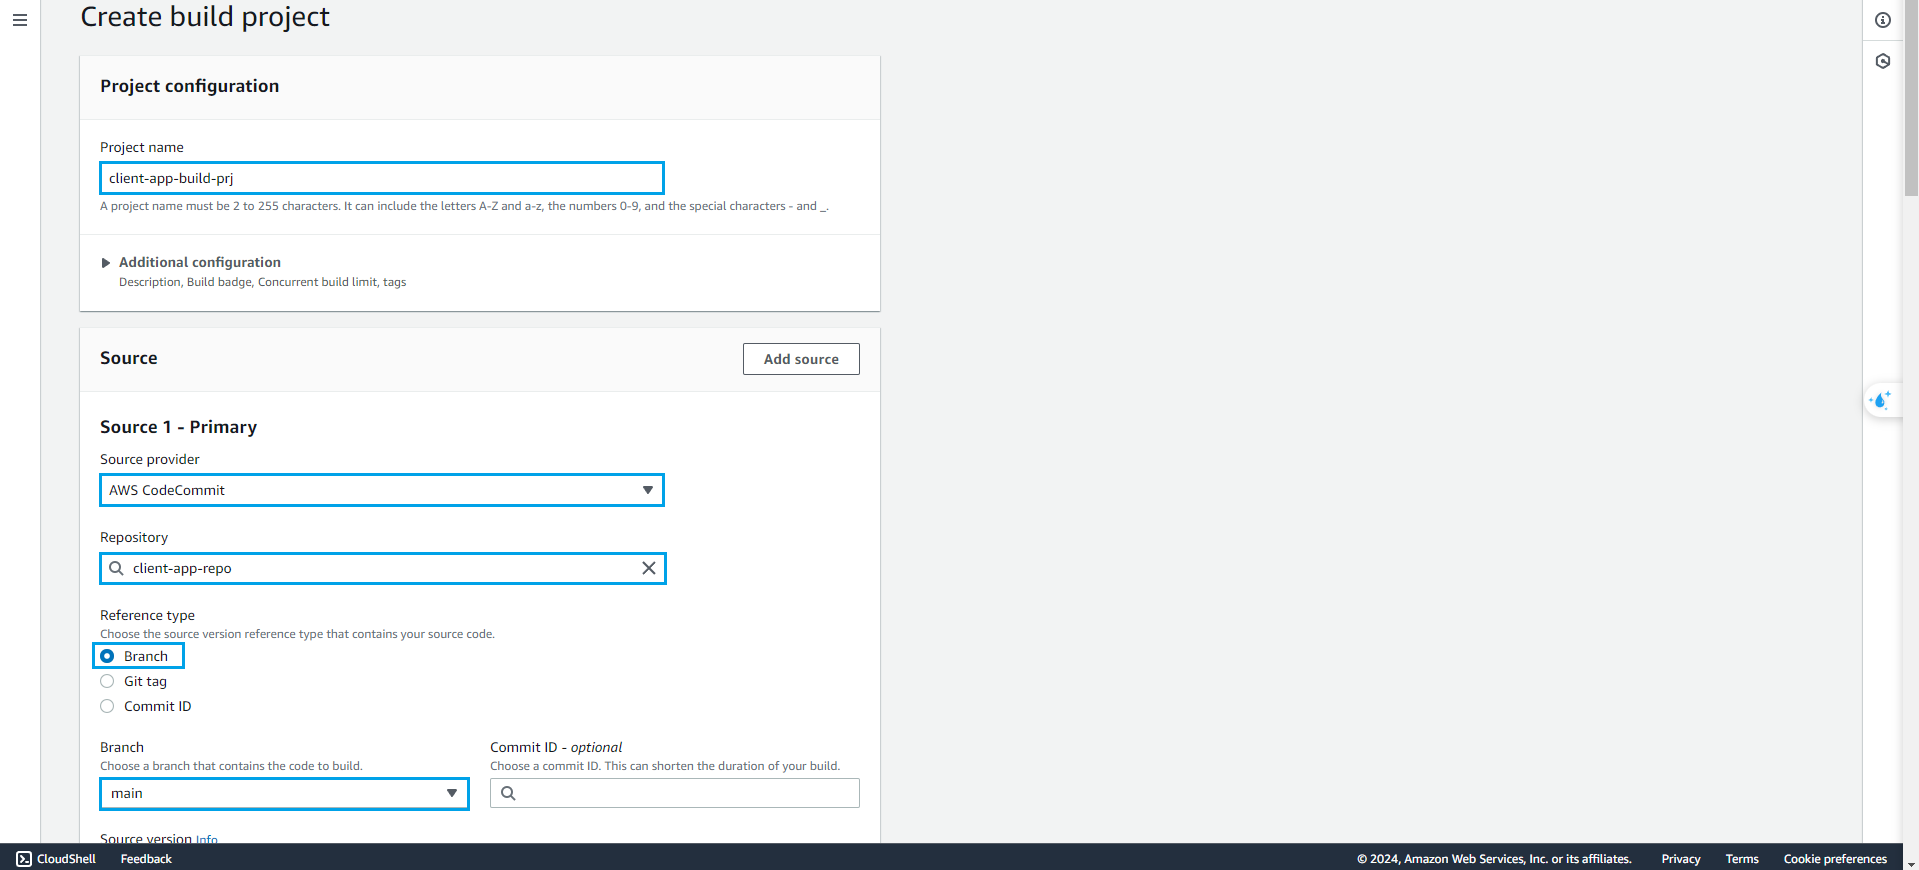 Create build project
Project configuration
Project name
client-app-build-prj
A project name must be 2 to 255 characters. It can include the letters A-Z and a-z, the numbers 0-9, and the special characters - and _.
Additional configuration
Description, Build badge, Concurrent build limit, tags
Source
Add source
Source 1 - Primary
Source provider
AWS CodeCommit
Repository
client-app-repo
Reference type
Choose the source version reference type that contains your source code.
Branch
Git tag
Commit ID
Branch
Choose a branch that contains the code to build.
main
Commit ID - optional
Choose a commit ID. This can shorten the duration of your build.
Source version Info
CloudShell
Feedback
© 2024, Amazon Web Services, Inc. or its affiliates.
Privacy
Terms
Cookie preferences